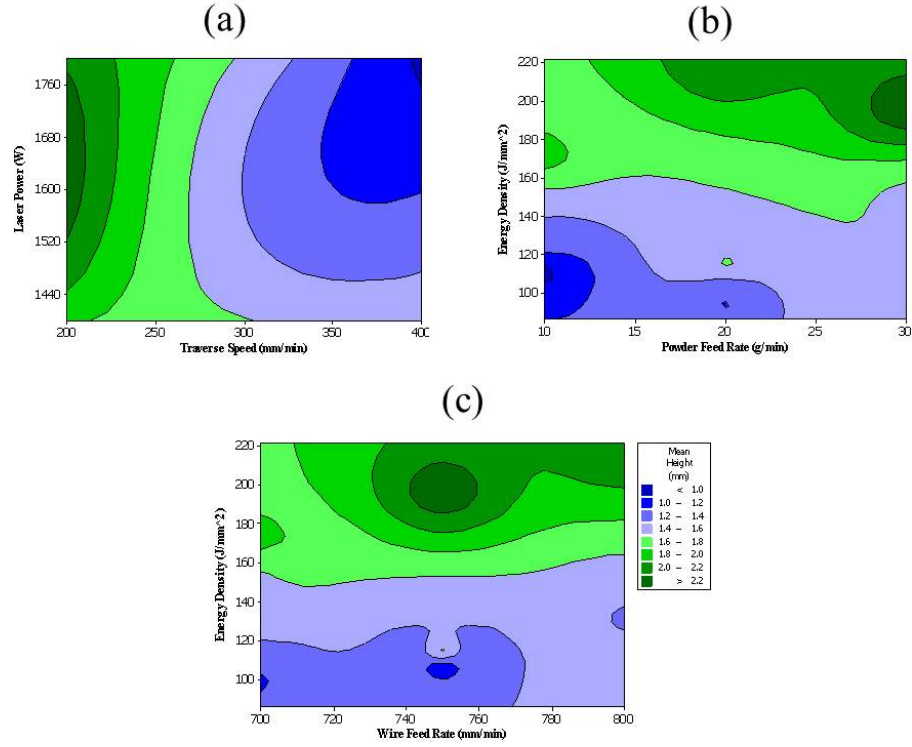 (a)
(b)
1760
1680
1600
1520
1440
Laser Power (W)
200 250 300 350 400
Traverse Speed (mm/min)
220
200
180
160
140
120
100
Energy Density (J/mm^2)
10 15 20 25 30
Powder Feed Rate (g/min)
(c)
220
200
180
160
140
120
100
Energy Density (J/mm^2)
700 720 740 760 780 800
Wire Feed Rate (mm/min)
Mean
Height
(mm)
< 1.0
1.0 – 1.2
1.2 – 1.4
1.4 – 1.6
1.6 – 1.8
1.8 – 2.0
2.0 – 2.2
> 2.2